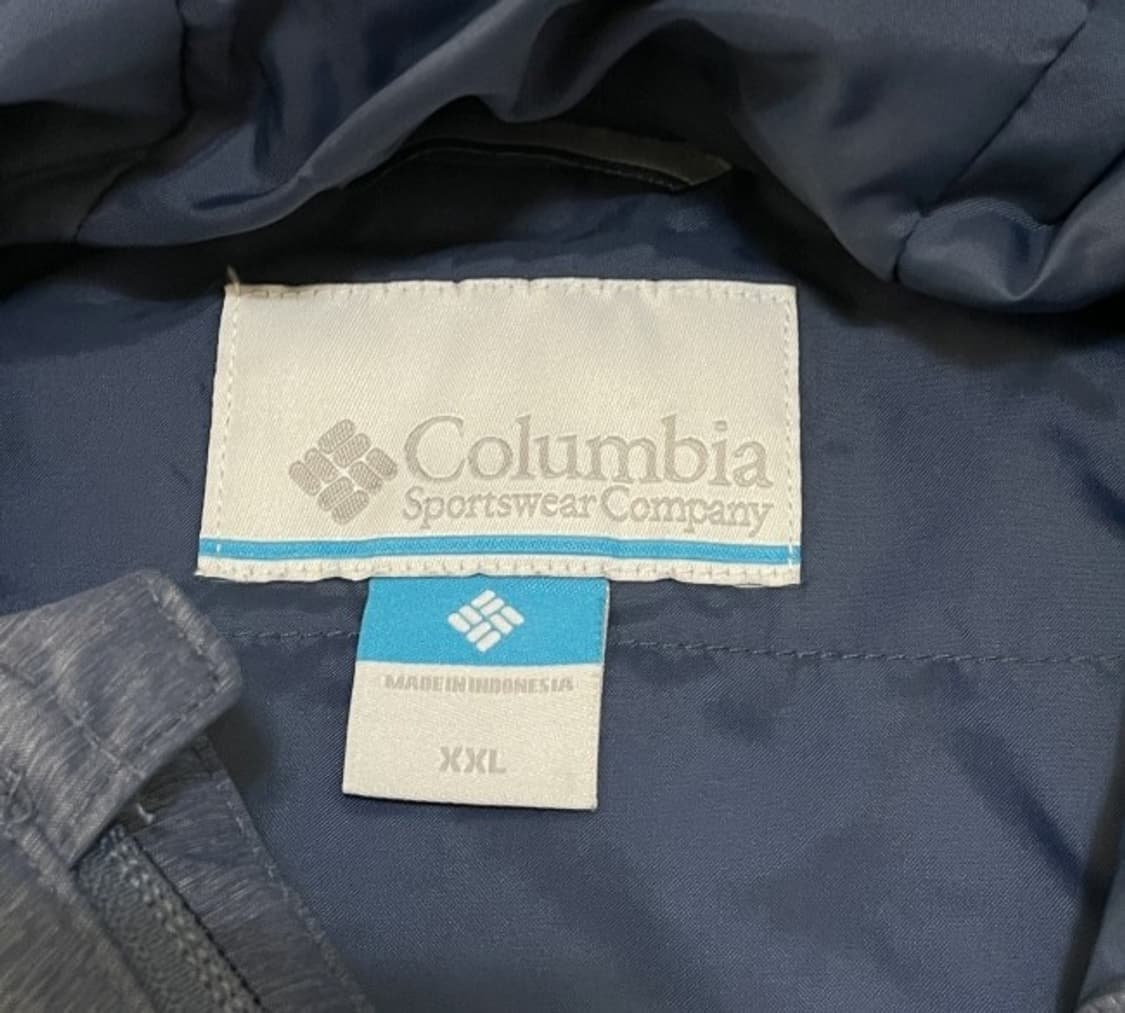 Columbia
Sportswear Company
MADE IN INDONESIA
XXL